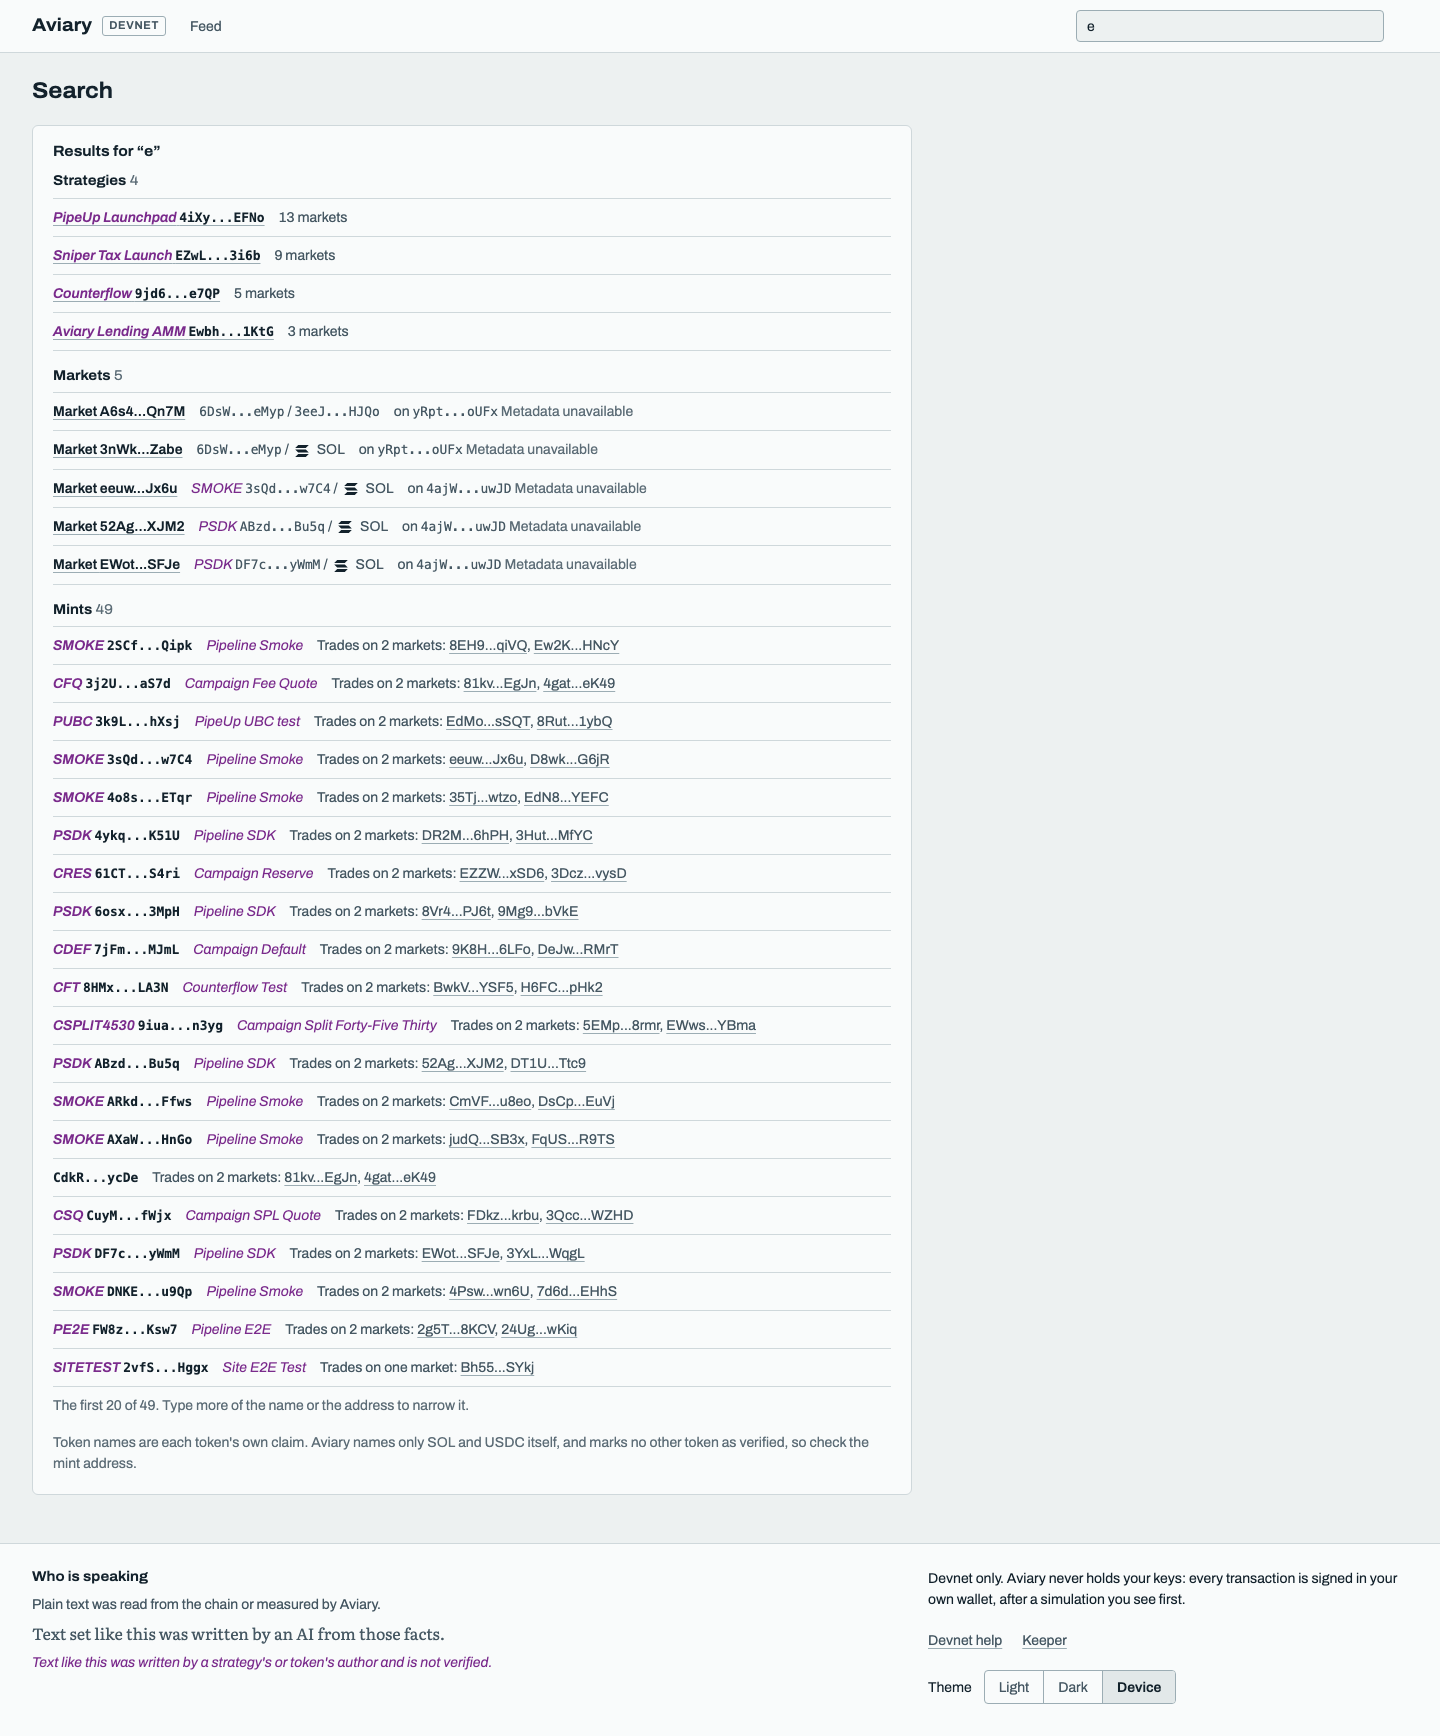 Aviary DEVNET Feed e
Search
Results for “e”
Strategies 4
PipeUp Launchpad 4iXy...EFNo 13 markets
Sniper Tax Launch EZwL...3i6b 9 markets
Counterflow 9jd6...e7QP 5 markets
Aviary Lending AMM Ewbh...1KtG 3 markets
Markets 5
Market A6s4...Qn7M 6DsW...eMyp / 3eeJ...HJQo on yRpt...oUFx Metadata unavailable
Market 3nWk...Zabe 6DsW...eMyp / SOL on yRpt...oUFx Metadata unavailable
Market eeuw...Jx6u SMOKE 3sQd...w7C4 / SOL on 4ajW...uwJD Metadata unavailable
Market 52Ag...XJM2 PSDK ABzd...Bu5q / SOL on 4ajW...uwJD Metadata unavailable
Market EWot...SFJe PSDK DF7c...yWmM / SOL on 4ajW...uwJD Metadata unavailable
Mints 49
SMOKE 2SCf...Qipk Pipeline Smoke Trades on 2 markets: 8EH9...qiVQ, Ew2K...HNcY
CFQ 3j2U...aS7d Campaign Fee Quote Trades on 2 markets: 81kv...EgJn, 4gat...eK49
PUBC 3k9L...hXsj PipeUp UBC test Trades on 2 markets: EdMo...sSQT, 8Rut...1ybQ
SMOKE 3sQd...w7C4 Pipeline Smoke Trades on 2 markets: eeuw...Jx6u, D8wk...G6jR
SMOKE 4o8s...ETqr Pipeline Smoke Trades on 2 markets: 35Tj...wtzo, EdN8...YEFC
PSDK 4ykq...K51U Pipeline SDK Trades on 2 markets: DR2M...6hPH, 3Hut...MfYC
CRES 61CT...S4ri Campaign Reserve Trades on 2 markets: EZZW...xSD6, 3Dcz...vysD
PSDK 6osx...3MpH Pipeline SDK Trades on 2 markets: 8Vr4...PJ6t, 9Mg9...bVkE
CDEF 7jFm...MJmL Campaign Default Trades on 2 markets: 9K8H...6LFo, DeJw...RMrT
CFT 8HMx...LA3N Counterflow Test Trades on 2 markets: BwkV...YSF5, H6FC...pHk2
CSPLIT4530 9iua...n3yg Campaign Split Forty-Five Thirty Trades on 2 markets: 5EMp...8rmr, EWws...YBma
PSDK ABzd...Bu5q Pipeline SDK Trades on 2 markets: 52Ag...XJM2, DT1U...Ttc9
SMOKE ARkd...Ffws Pipeline Smoke Trades on 2 markets: CmVF...u8eo, DsCp...EuVj
SMOKE AXaW...HnGo Pipeline Smoke Trades on 2 markets: judQ...SB3x, FqUS...R9TS
CdkR...ycDe Trades on 2 markets: 81kv...EgJn, 4gat...eK49
CSQ CuyM...fWjx Campaign SPL Quote Trades on 2 markets: FDkz...krbu, 3Qcc...WZHD
PSDK DF7c...yWmM Pipeline SDK Trades on 2 markets: EWot...SFJe, 3YxL...WqgL
SMOKE DNKE...u9Qp Pipeline Smoke Trades on 2 markets: 4Psw...wn6U, 7d6d...EHhS
PE2E FW8z...Ksw7 Pipeline E2E Trades on 2 markets: 2g5T...8KCV, 24Ug...wKiq
SITETEST 2vfS...Hggx Site E2E Test Trades on one market: Bh55...SYkj
The first 20 of 49. Type more of the name or the address to narrow it.
Token names are each token's own claim. Aviary names only SOL and USDC itself, and marks no other token as verified, so check the
mint address.
Who is speaking
Plain text was read from the chain or measured by Aviary.
Text set like this was written by an AI from those facts.
Text like this was written by a strategy's or token's author and is not verified.
Devnet only. Aviary never holds your keys: every transaction is signed in your
own wallet, after a simulation you see first.
Devnet help Keeper
Theme Light Dark Device